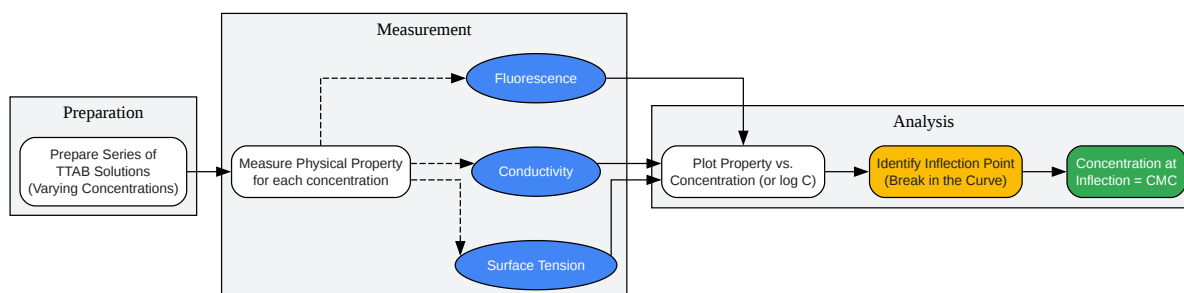 Preparation
Prepare Series of
TTAB Solutions
(Varying Concentrations)
Measurement
Measure Physical Property
for each concentration
Fluorescence
Conductivity
Surface Tension
Analysis
Plot Property vs.
Concentration (or log C)
Identify Inflection Point
(Break in the Curve)
Concentration at
Inflection = CMC